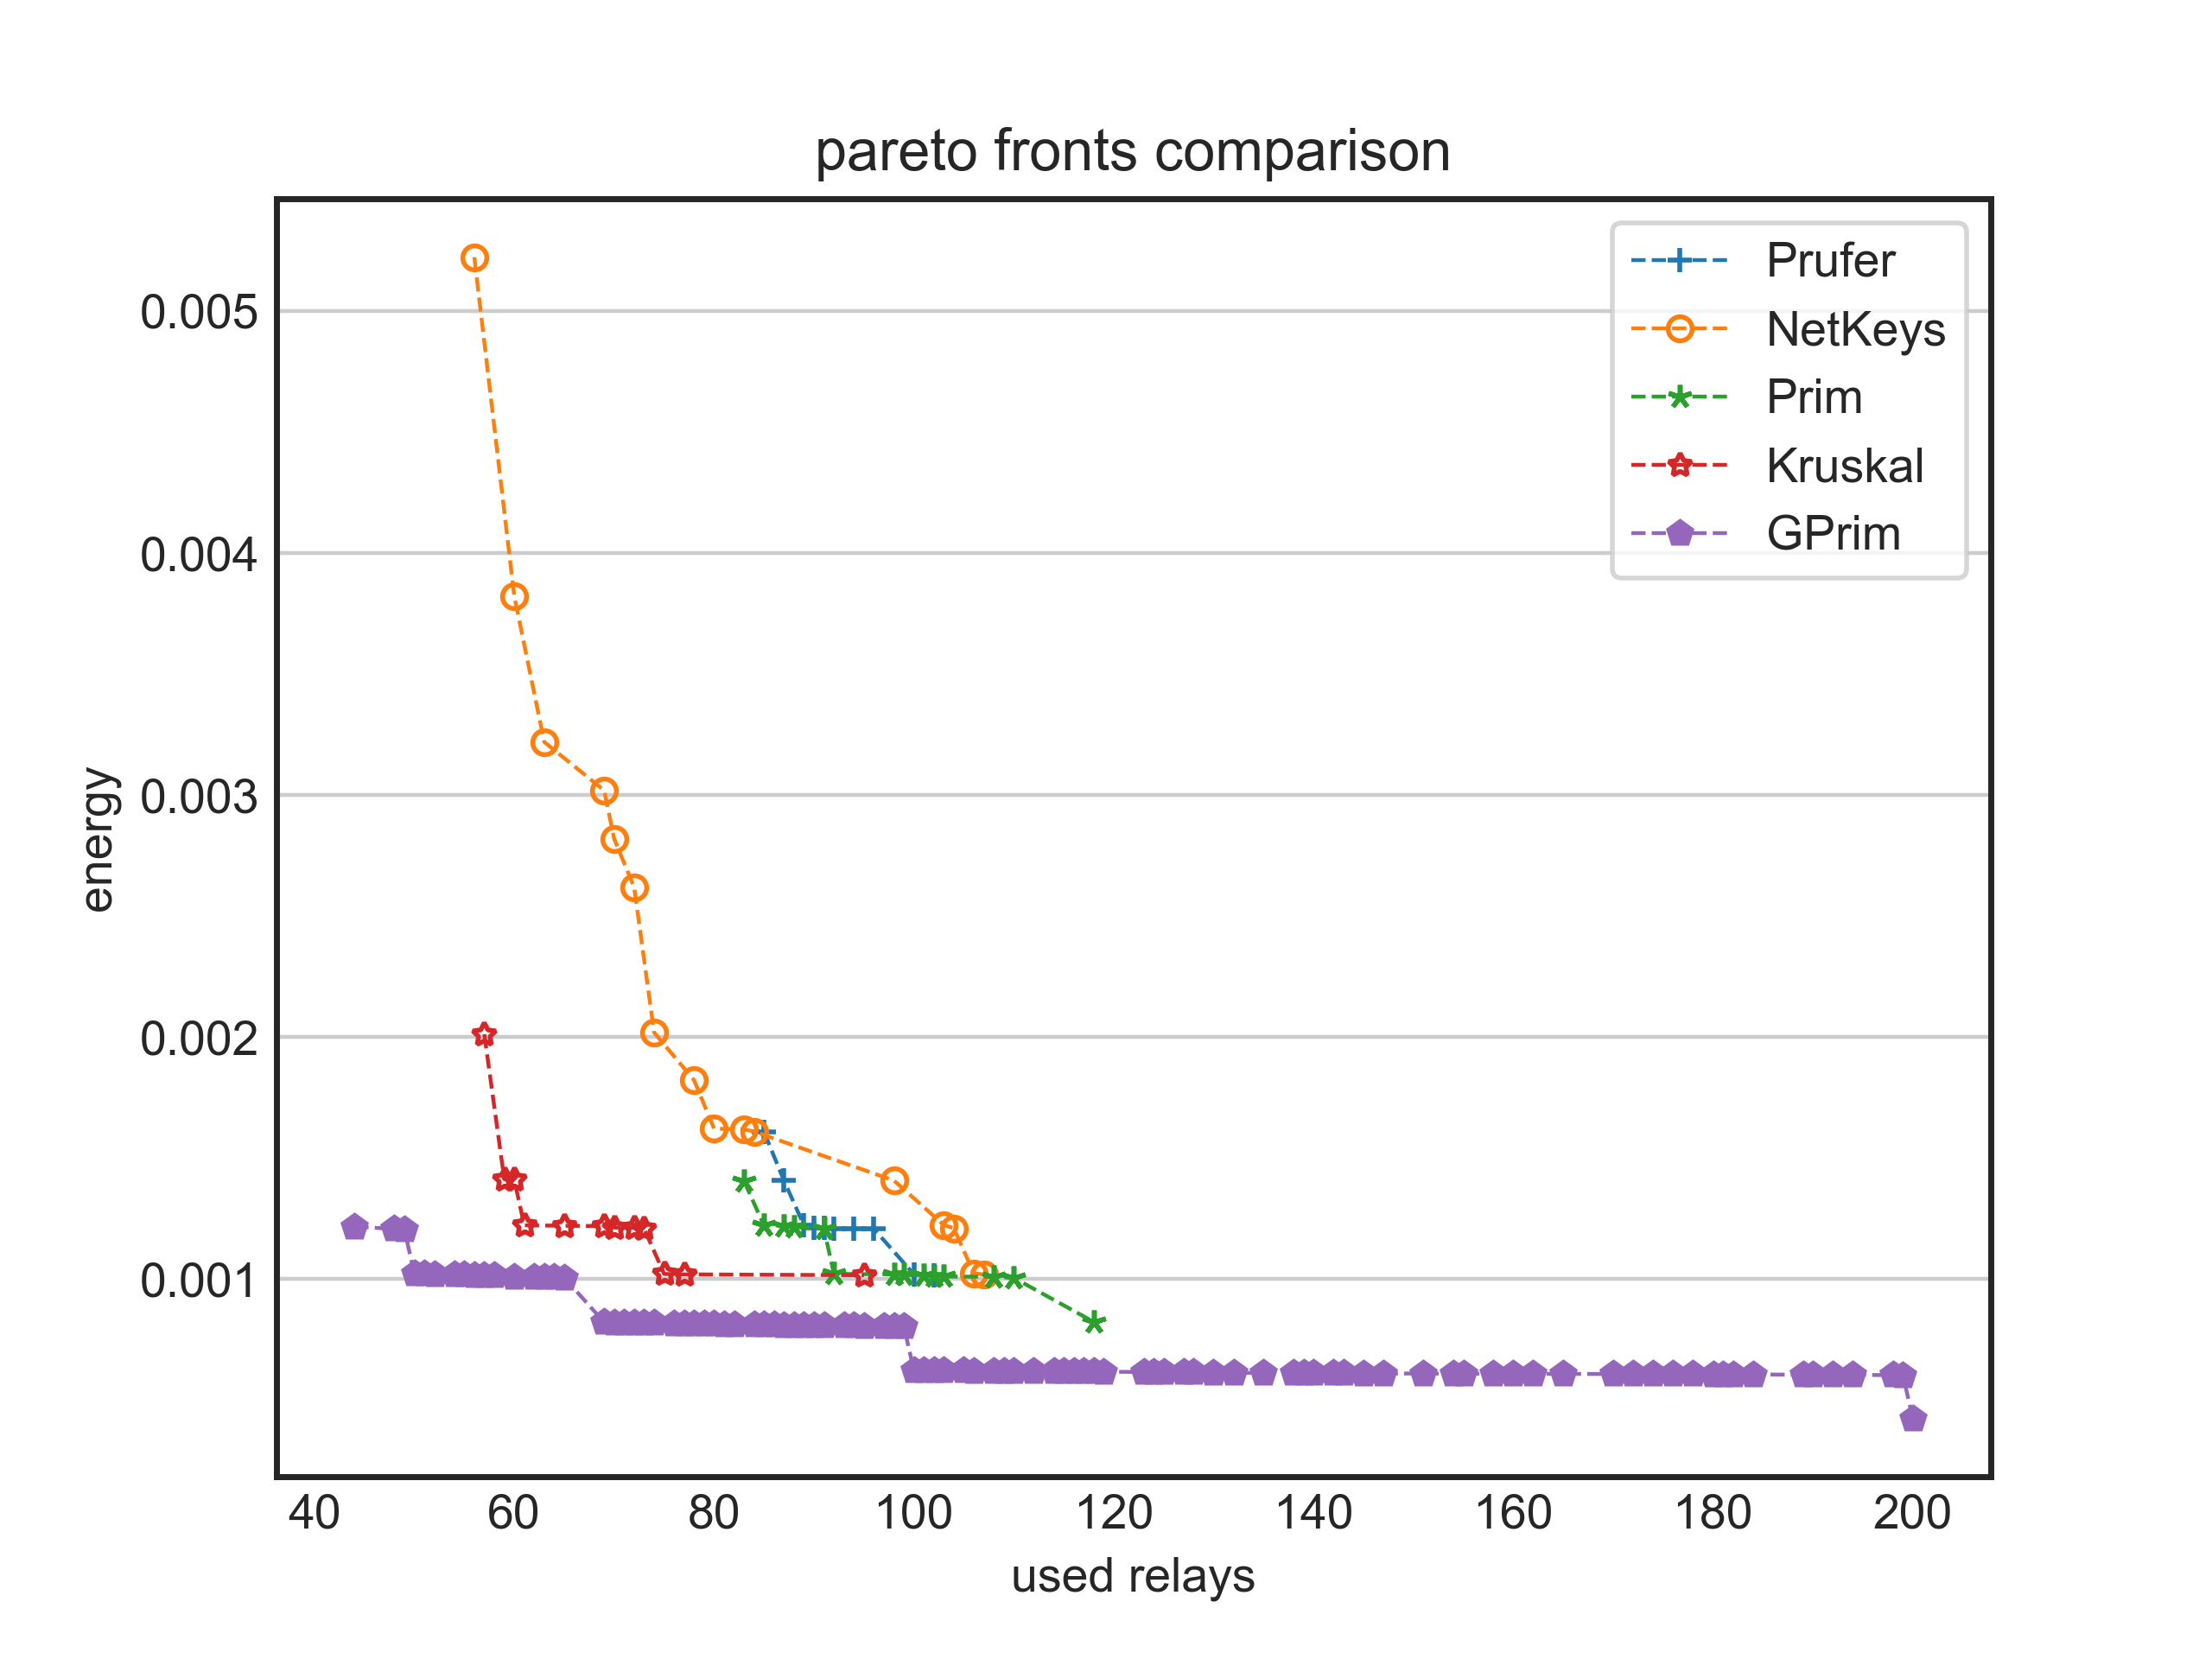 pareto fronts comparison
Prufer
NetKeys
Prim
Kruskal
GPrim
0.005
0.004
0.003
0.002
0.001
energy
40 60 80 100 120 140 160 180 200
used relays